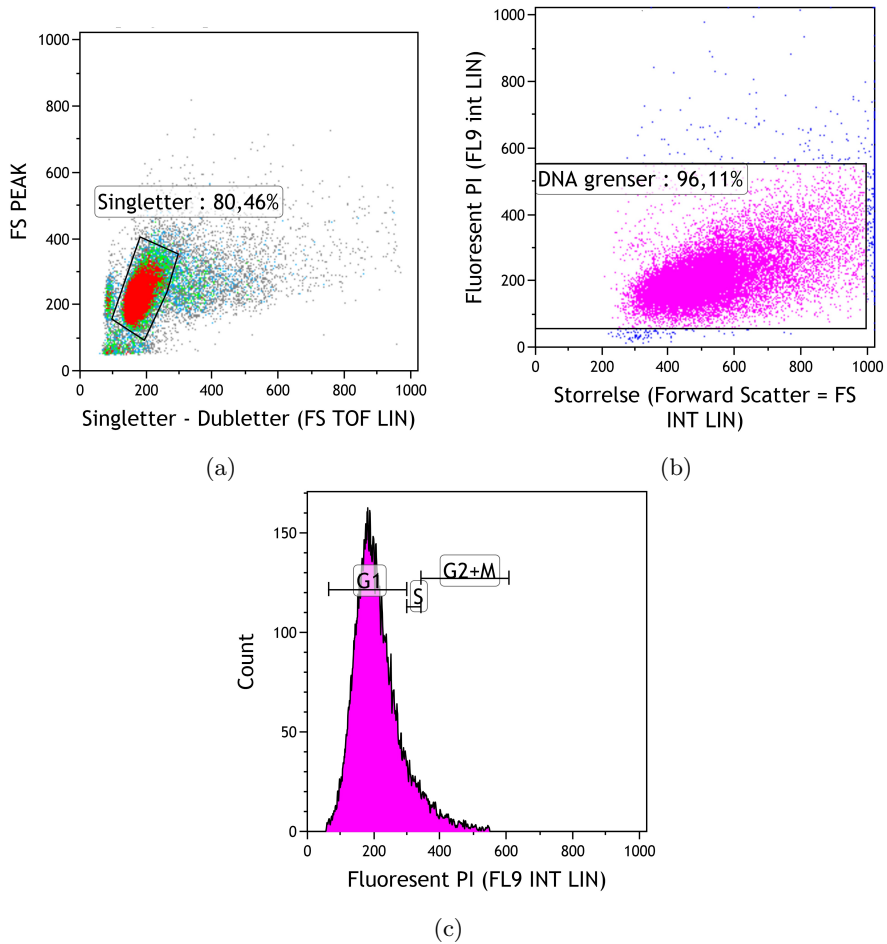 1000
800
600
400
200
0
FS PEAK
Singletter : 80,46%
0 200 400 600 800 1000
Singletter - Dubletter (FS TOF LIN)
(a)
1000
800
600
400
200
0
Fluoresent PI (FL9 int LIN)
DNA grenser : 96,11%
0 200 400 600 800 1000
Storrelse (Forward Scatter = FS
INT LIN)
(b)
150
100
50
0
Count
G1
S
G2+M
0 200 400 600 800 1000
Fluoresent PI (FL9 INT LIN)
(c)